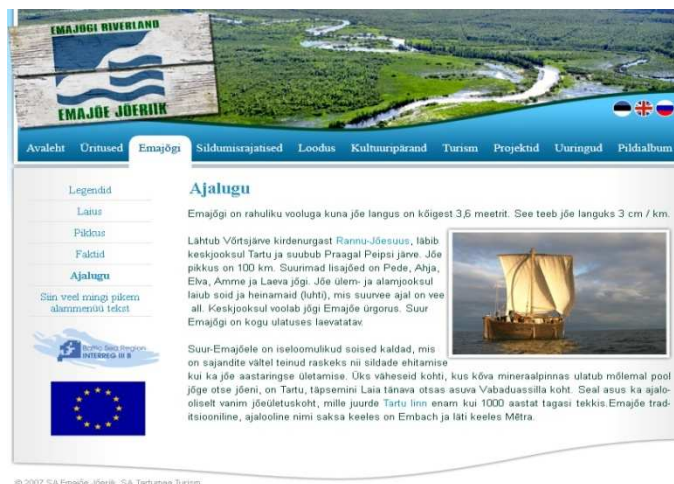 EMAJÕGI RIVERLAND
EMAJÕE JÕERIIK
Avaleht Üritused Emajõgi Sildumisrajatised Loodus Kultuuripärand Turism Projektid Uuringud Pildialbum
Legendid
Laius
Pikkus
Faktid
Ajalugu
Siin veel mingi pikem
alammenüü tekst
Baltic Sea Region
INTERREG III B
Ajalugu
Emajõgi on rahuliku vooluga kuna jõe langus on kõigest 3,6 meetrit. See teeb jõe languks 3 cm / km.
Lähtub Võrtsjärve kirdenurgast Rannu-Jõesuus, läbib
keskjooksul Tartu ja suubub Praagal Peipsi järve. Jõe
pikkus on 100 km. Suurimad lisajõed on Pede, Ahja,
Elva, Amme ja Laeva jõgi. Jõe ülem- ja alamjooksul
laiub soid ja heinamaid (luhti), mis suurvee ajal on vee
all. Keskjooksul voolab jõgi Emajõe ürgorus. Suur
Emajõgi on kogu ulatuses laevatatav.
Suur-Emajõele on iseloomulikud soised kaldad, mis
on sajandite vältel teinud raskeks nii sildade ehitamise
kui ka jõe aastaringse ületamise. Üks väheseid kohti, kus kõva mineraalpinnas ulatub mõlemal pool
jõge otse jõeni, on Tartu, täpsemini Laia tänava otsas asuva Vabaduassilla koht. Seal asus ka ajalo-
oliselt vanim jõeületuskoht, mille juurde Tartu linn enam kui 1000 aastat tagasi tekkis.Emajõe trad-
itsiooniline, ajalooline nimi saksa keeles on Embach ja läti keeles Mētra.
© 2007 SA Emajõe Jõeriik, SA Tartumaa Turism